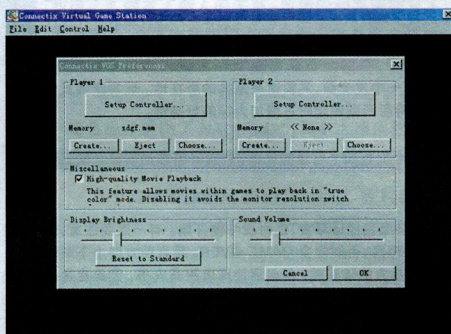 Connectix Virtual Game Station
File Edit Control Help
Connectix VGS Preferences
Player 1
Setup Controller...
Memory zdgf.mem
Create... Eject Choose...
Player 2
Setup Controller...
Memory << None >>
Create... Eject Choose...
Miscellaneous
High-quality Movie Playback
This feature allows movies within games to play back in "true
color" mode. Disabling it avoids the monitor resolution switch
Display Brightness
Reset to Standard
Sound Volume
Cancel OK